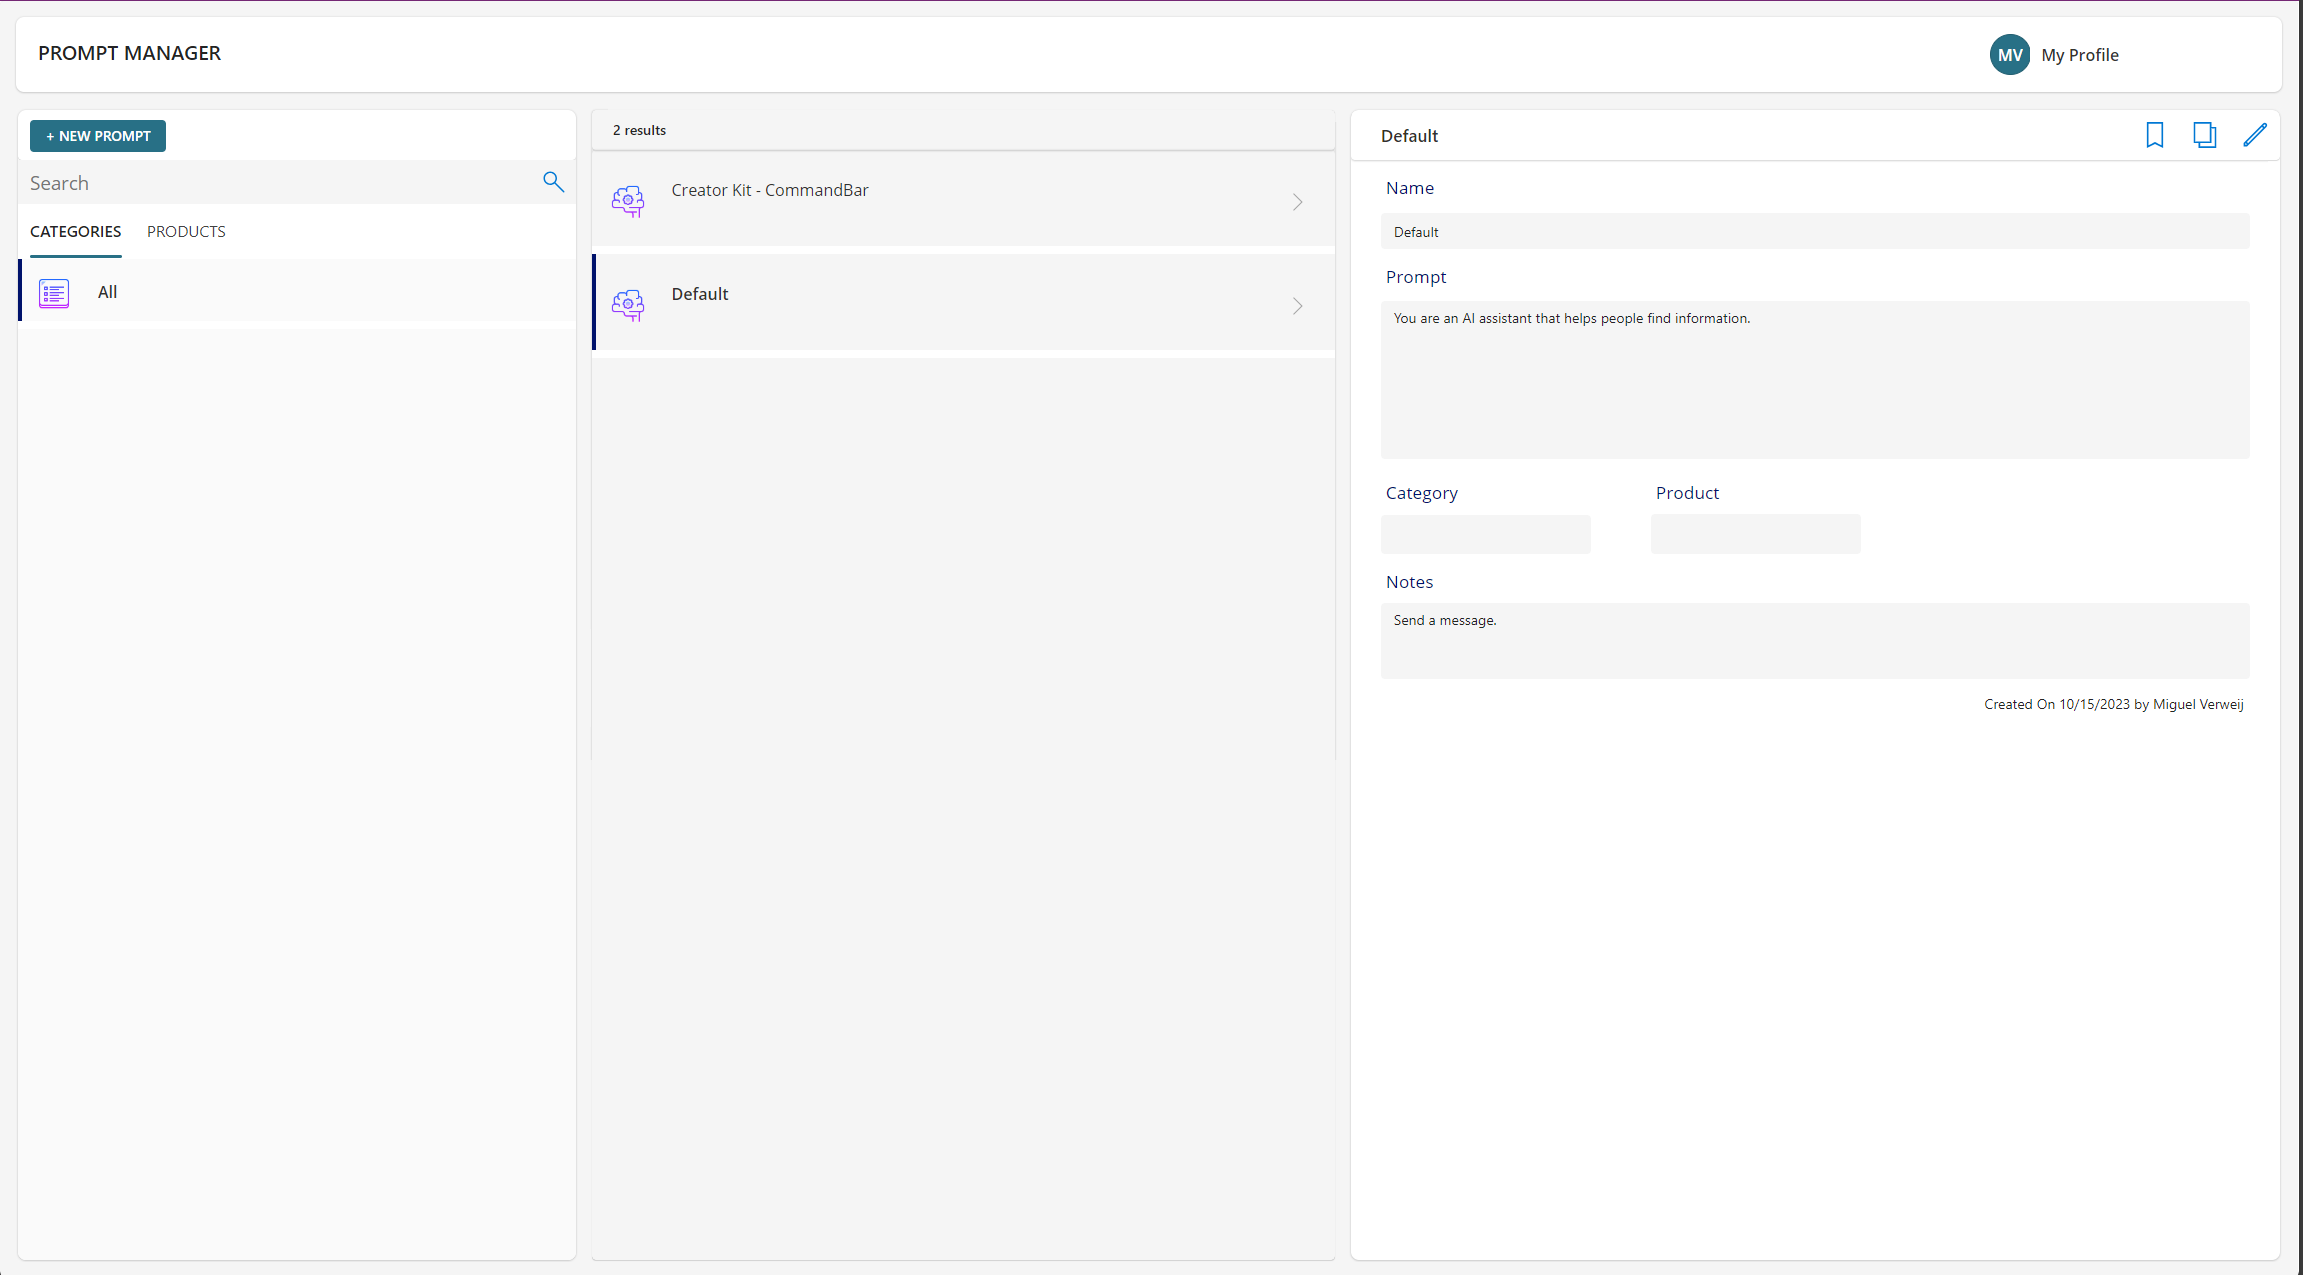 PROMPT MANAGER
MV My Profile
+ NEW PROMPT
Search
CATEGORIES PRODUCTS
All
2 results
Creator Kit - CommandBar
Default
Default
Name
Default
Prompt
You are an AI assistant that helps people find information.
Category Product
Notes
Send a message.
Created On 10/15/2023 by Miguel Verweij